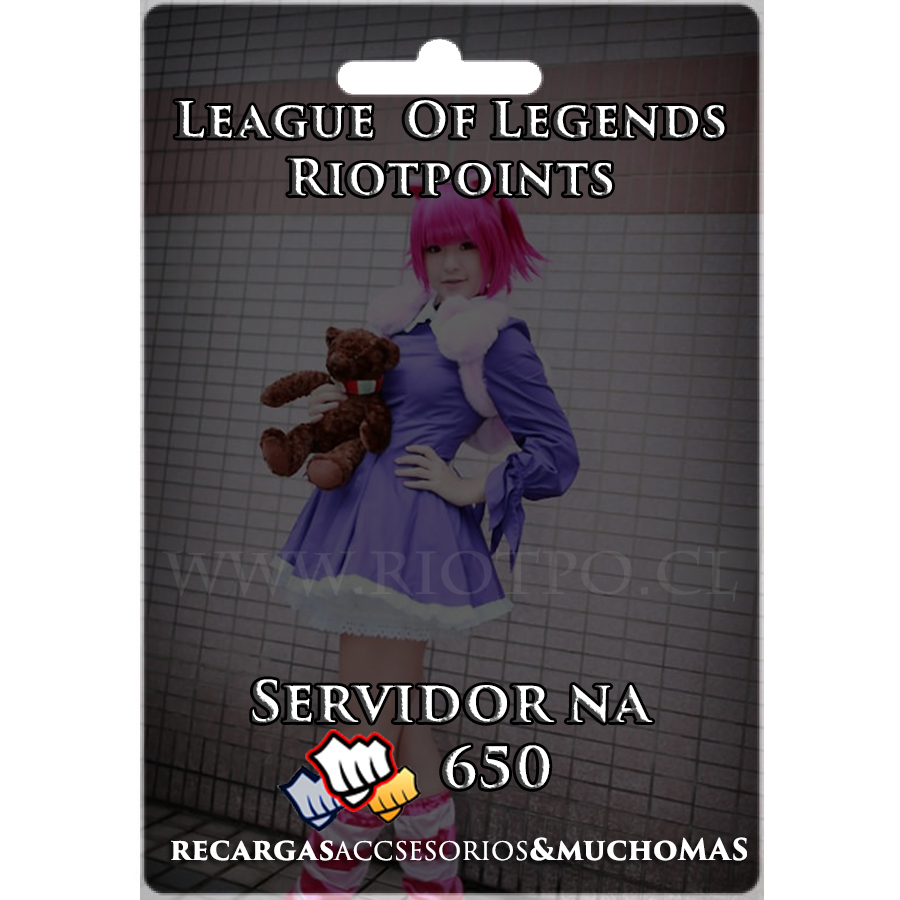 League Of Legends
Riotpoints
WWW.RIOTPO.CL
Servidor NA
650
RECARGASACCSESORIOS&MUCHOMAS